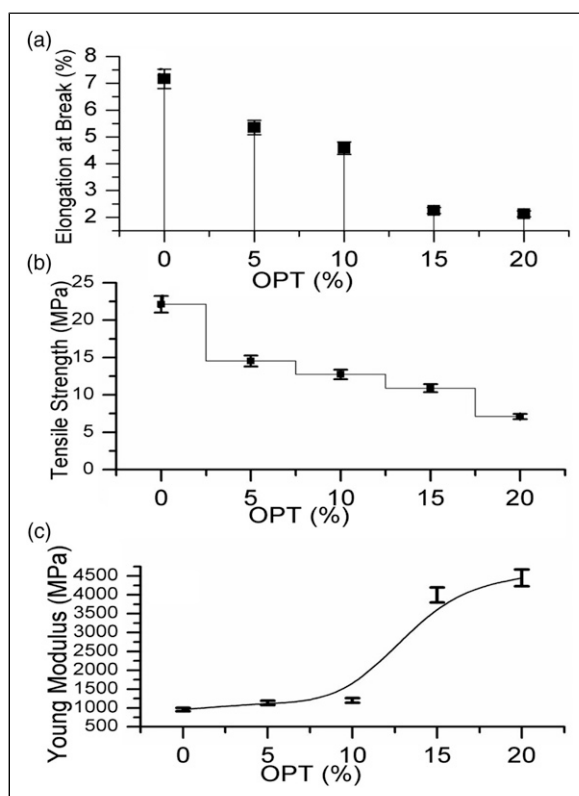 (a)
Elongation at Break (%)
7
6
5
4
3
2
0 5 10 15 20
OPT (%)
(b)
Tensile Strength (MPa)
25
20
15
10
5
0
0 5 10 15 20
OPT (%)
(c)
Young Modulus (MPa)
4500
4000
3500
3000
2500
2000
1500
1000
500
0 5 10 15 20
OPT (%)